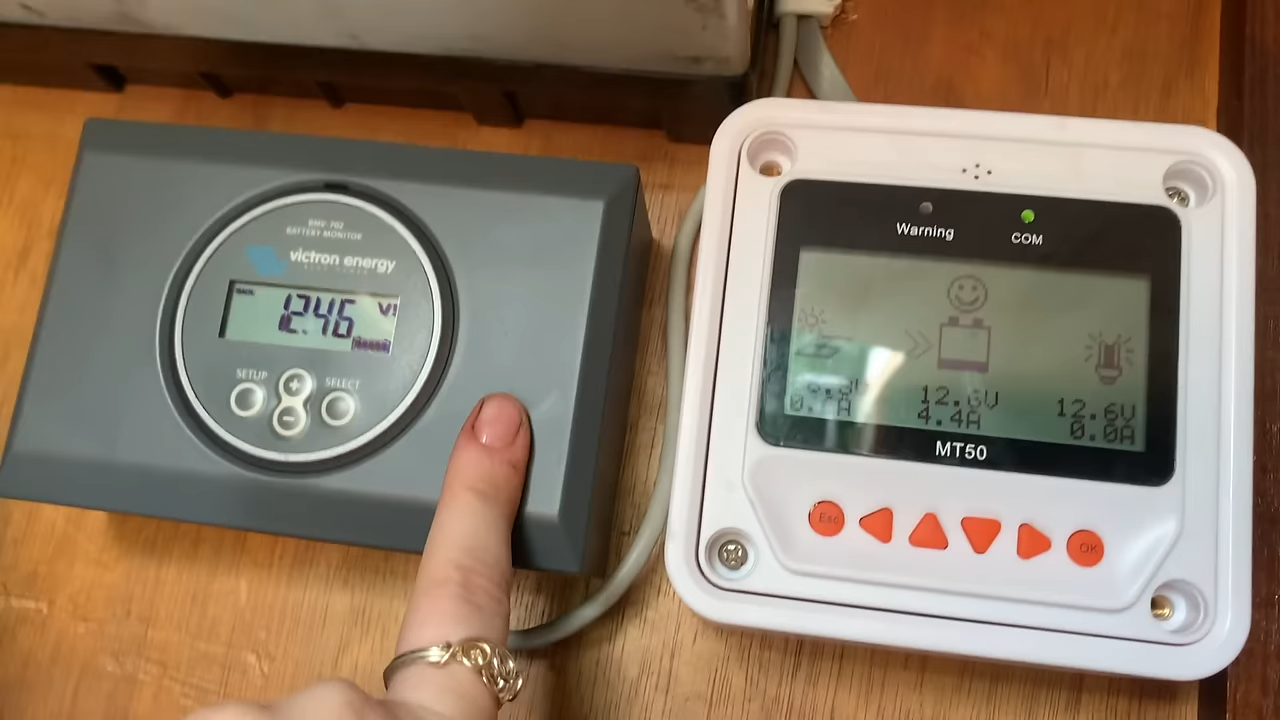 BMV-702
BATTERY MONITOR
victron energy
12.46 V
SETUP
+
SELECT
-
Warning
COM
12.6V
4.4A
12.6V
0.0A
MT50
Esc
OK